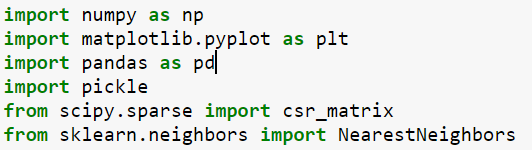 import numpy as np
import matplotlib.pyplot as plt
import pandas as pd
import pickle
from scipy.sparse import csr_matrix
from sklearn.neighbors import NearestNeighbors